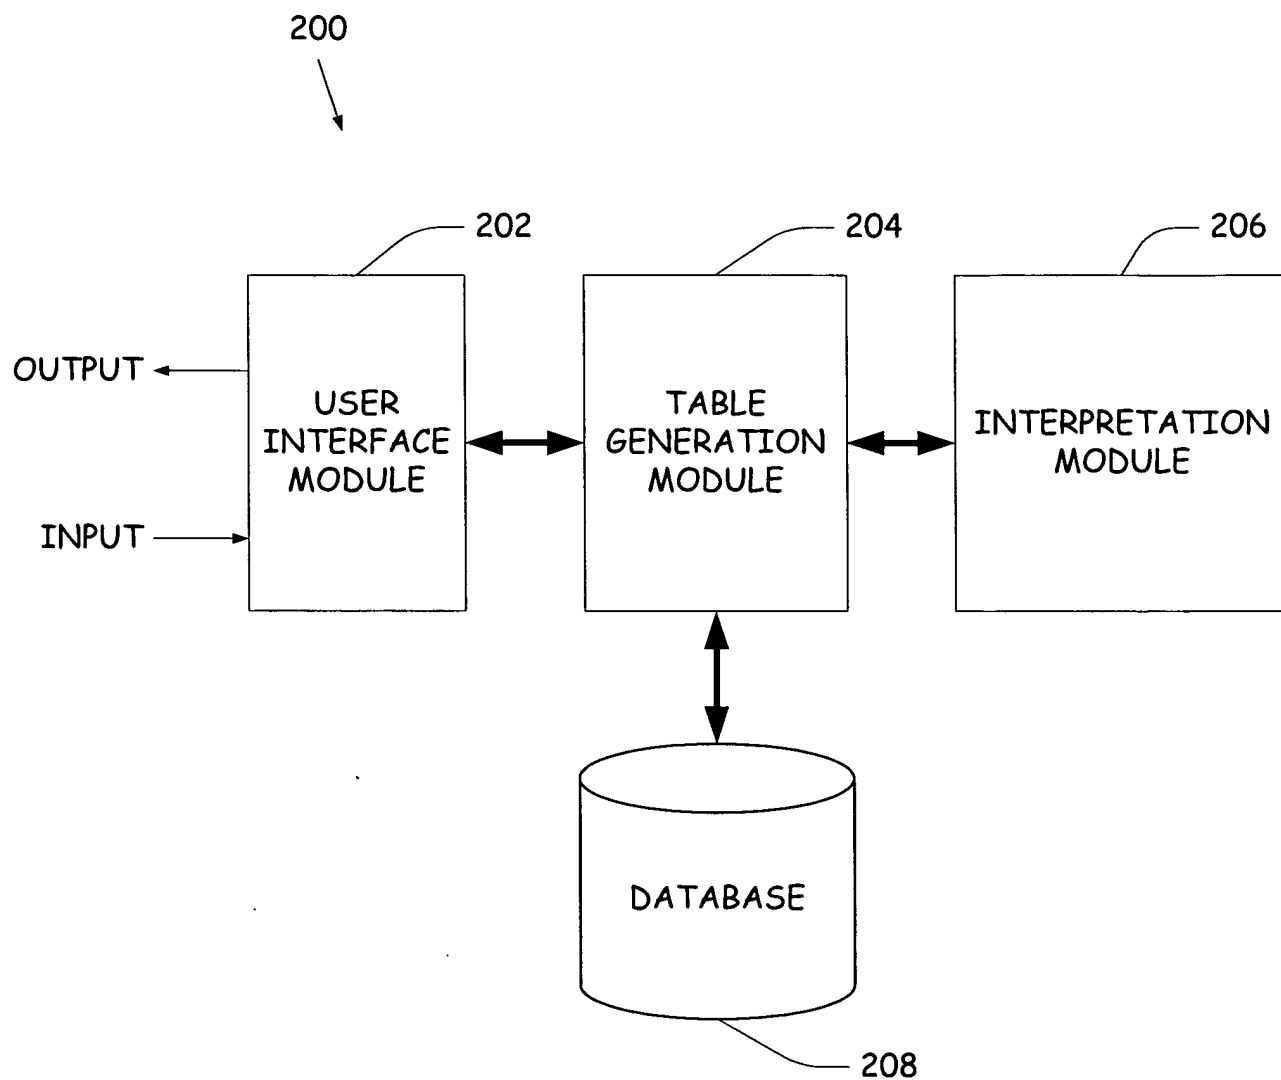 200
202
204
206
OUTPUT
INPUT
USER
INTERFACE
MODULE
TABLE
GENERATION
MODULE
INTERPRETATION
MODULE
DATABASE
208